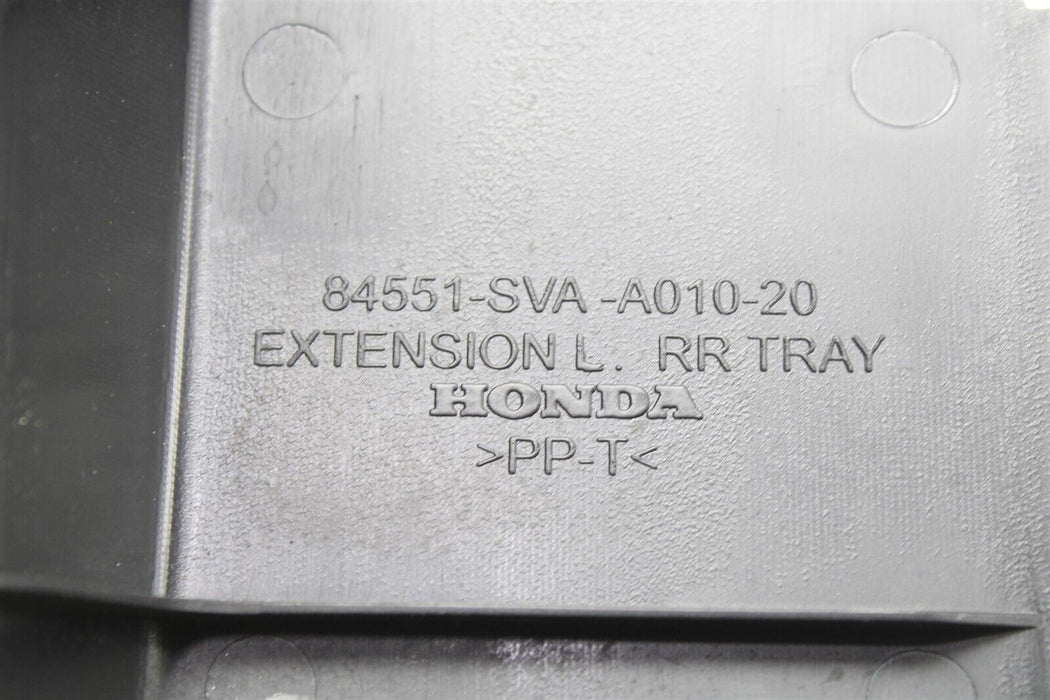 84551-SVA-A010-20
EXTENSION L. RR TRAY
HONDA
>PP-T<